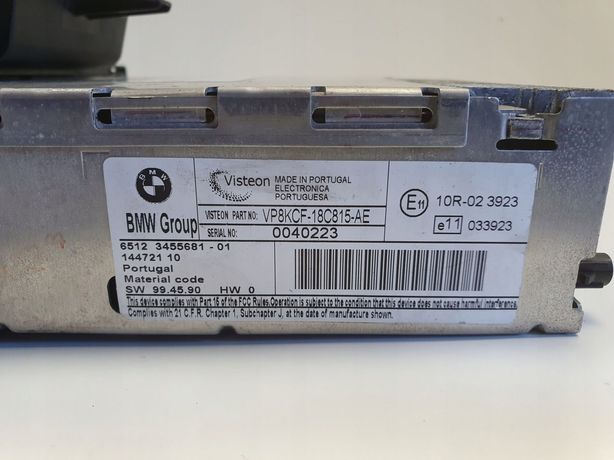 BMW
BMW Group
Visteon
MADE IN PORTUGAL
ELECTRONICA
PORTUGUESA
VISTEON PART NO: VP8KCF-18C815-AE
SERIAL NO: 0040223
E11 10R-02 3923
e11 033923
6512 3455681 - 01
144721 10
Portugal
Material code
SW 99.45.90 HW 0
This device complies with Part 15 of the FCC Rules.Operation is subject to the condition that this device does not cause harmful interference.
Complies with 21 C.F.R. Chapter 1, Subchapter J, at the date of manufacture shown.